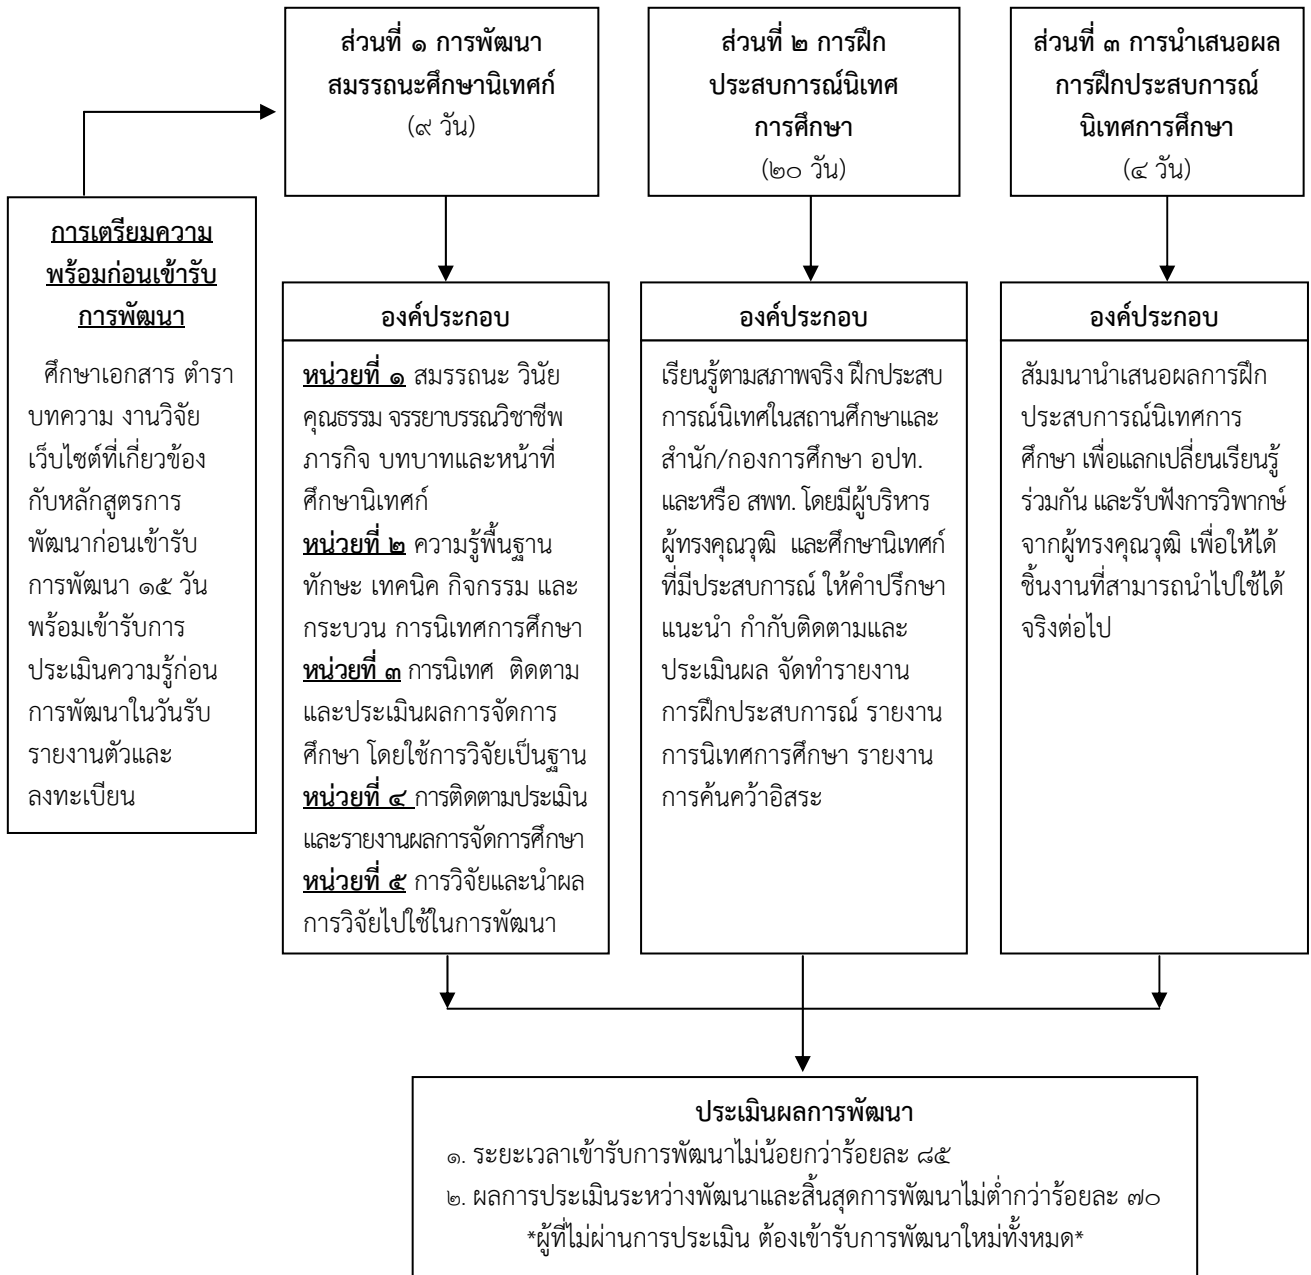 ส่วนที่ ๑ การพัฒนา
สมรรถนะศึกษานิเทศก์
(๙ วัน)
ส่วนที่ ๒ การฝึก
ประสบการณ์นิเทศ
การศึกษา
(๒๐ วัน)
ส่วนที่ ๓ การนำเสนอผล
การฝึกประสบการณ์
นิเทศการศึกษา
(๔ วัน)
การเตรียมความ
พร้อมก่อนเข้ารับ
การพัฒนา
ศึกษาเอกสาร ตำรา
บทความ งานวิจัย
เว็บไซต์ที่เกี่ยวข้อง
กับหลักสูตรการ
พัฒนาก่อนเข้ารับ
การพัฒนา ๑๕ วัน
พร้อมเข้ารับการ
ประเมินความรู้ก่อน
การพัฒนาในวันรับ
รายงานตัวและ
ลงทะเบียน
องค์ประกอบ
หน่วยที่ ๑ สมรรถนะ วินัย
คุณธรรม จรรยาบรรณวิชาชีพ
ภารกิจ บทบาทและหน้าที่
ศึกษานิเทศก์
หน่วยที่ ๒ ความรู้พื้นฐาน
ทักษะ เทคนิค กิจกรรม และ
กระบวน การนิเทศการศึกษา
หน่วยที่ ๓ การนิเทศ ติดตาม
และประเมินผลการจัดการ
ศึกษา โดยใช้การวิจัยเป็นฐาน
หน่วยที่ ๔ การติดตามประเมิน
และรายงานผลการจัดการศึกษา
หน่วยที่ ๕ การวิจัยและนำผล
การวิจัยไปใช้ในการพัฒนา
องค์ประกอบ
เรียนรู้ตามสภาพจริง ฝึกประสบ
การณ์นิเทศในสถานศึกษาและ
สำนัก/กองการศึกษา อปท.
และหรือ สพท. โดยมีผู้บริหาร
ผู้ทรงคุณวุฒิ และศึกษานิเทศก์
ที่มีประสบการณ์ ให้คำปรึกษา
แนะนำ กำกับติดตามและ
ประเมินผล จัดทำรายงาน
การฝึกประสบการณ์ รายงาน
การนิเทศการศึกษา รายงาน
การค้นคว้าอิสระ
องค์ประกอบ
สัมมนานำเสนอผลการฝึก
ประสบการณ์นิเทศการ
ศึกษา เพื่อแลกเปลี่ยนเรียนรู้
ร่วมกัน และรับฟังการวิพากษ์
จากผู้ทรงคุณวุฒิ เพื่อให้ได้
ชิ้นงานที่สามารถนำไปใช้ได้
จริงต่อไป
ประเมินผลการพัฒนา
๑. ระยะเวลาเข้ารับการพัฒนาไม่น้อยกว่าร้อยละ ๘๕
๒. ผลการประเมินระหว่างพัฒนาและสิ้นสุดการพัฒนาไม่ต่ำกว่าร้อยละ ๗๐
*ผู้ที่ไม่ผ่านการประเมิน ต้องเข้ารับการพัฒนาใหม่ทั้งหมด*